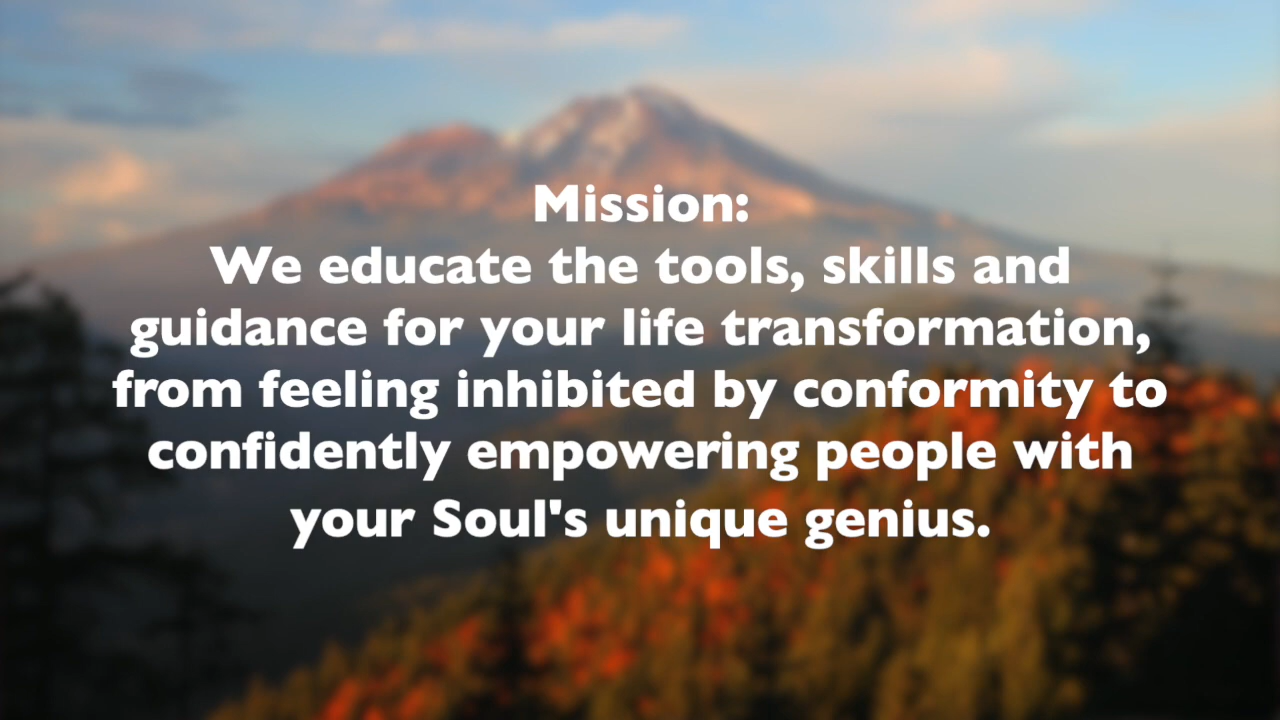 Mission:
We educate the tools, skills and
guidance for your life transformation,
from feeling inhibited by conformity to
confidently empowering people with
your Soul's unique genius.